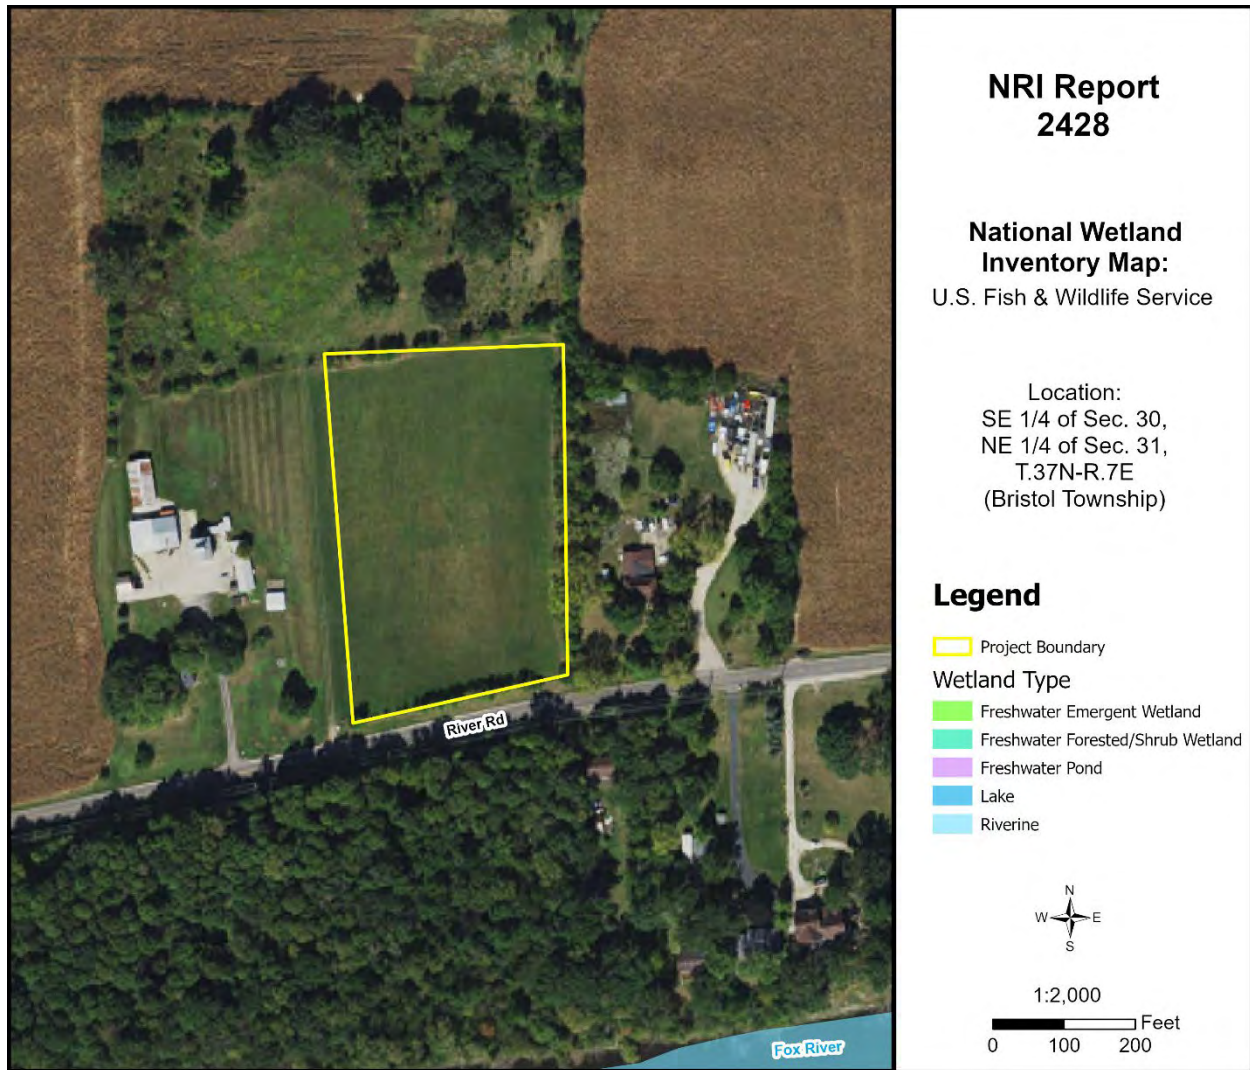 NRI Report
2428
National Wetland
Inventory Map:
U.S. Fish & Wildlife Service
Location:
SE 1/4 of Sec. 30,
NE 1/4 of Sec. 31,
T.37N-R.7E
(Bristol Township)
Legend
Project Boundary
Wetland Type
Freshwater Emergent Wetland
Freshwater Forested/Shrub Wetland
Freshwater Pond
Lake
Riverine
N
W E
S
1:2,000
Feet
0 100 200
River Rd
Fox River